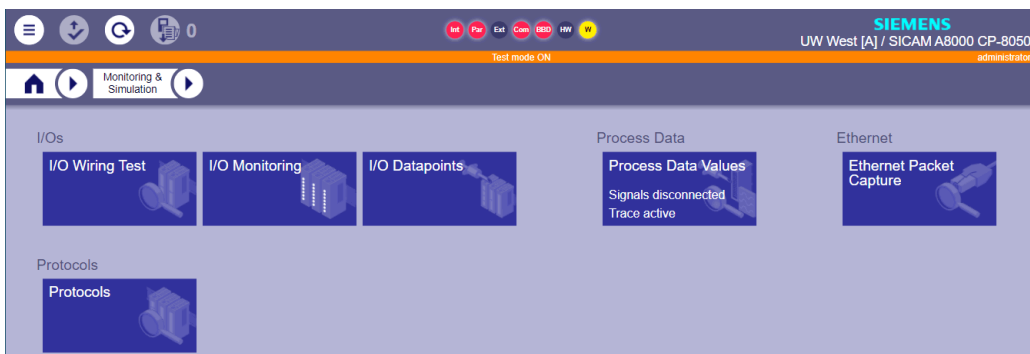 0
Int Par Ext Com BBD HW W
SIEMENS
UW West [A] / SICAM A8000 CP-8050
Test mode ON
administrator
Monitoring &
Simulation
I/Os
Process Data
Ethernet
I/O Wiring Test
I/O Monitoring
I/O Datapoints
Process Data Values
Signals disconnected
Trace active
Ethernet Packet
Capture
Protocols
Protocols